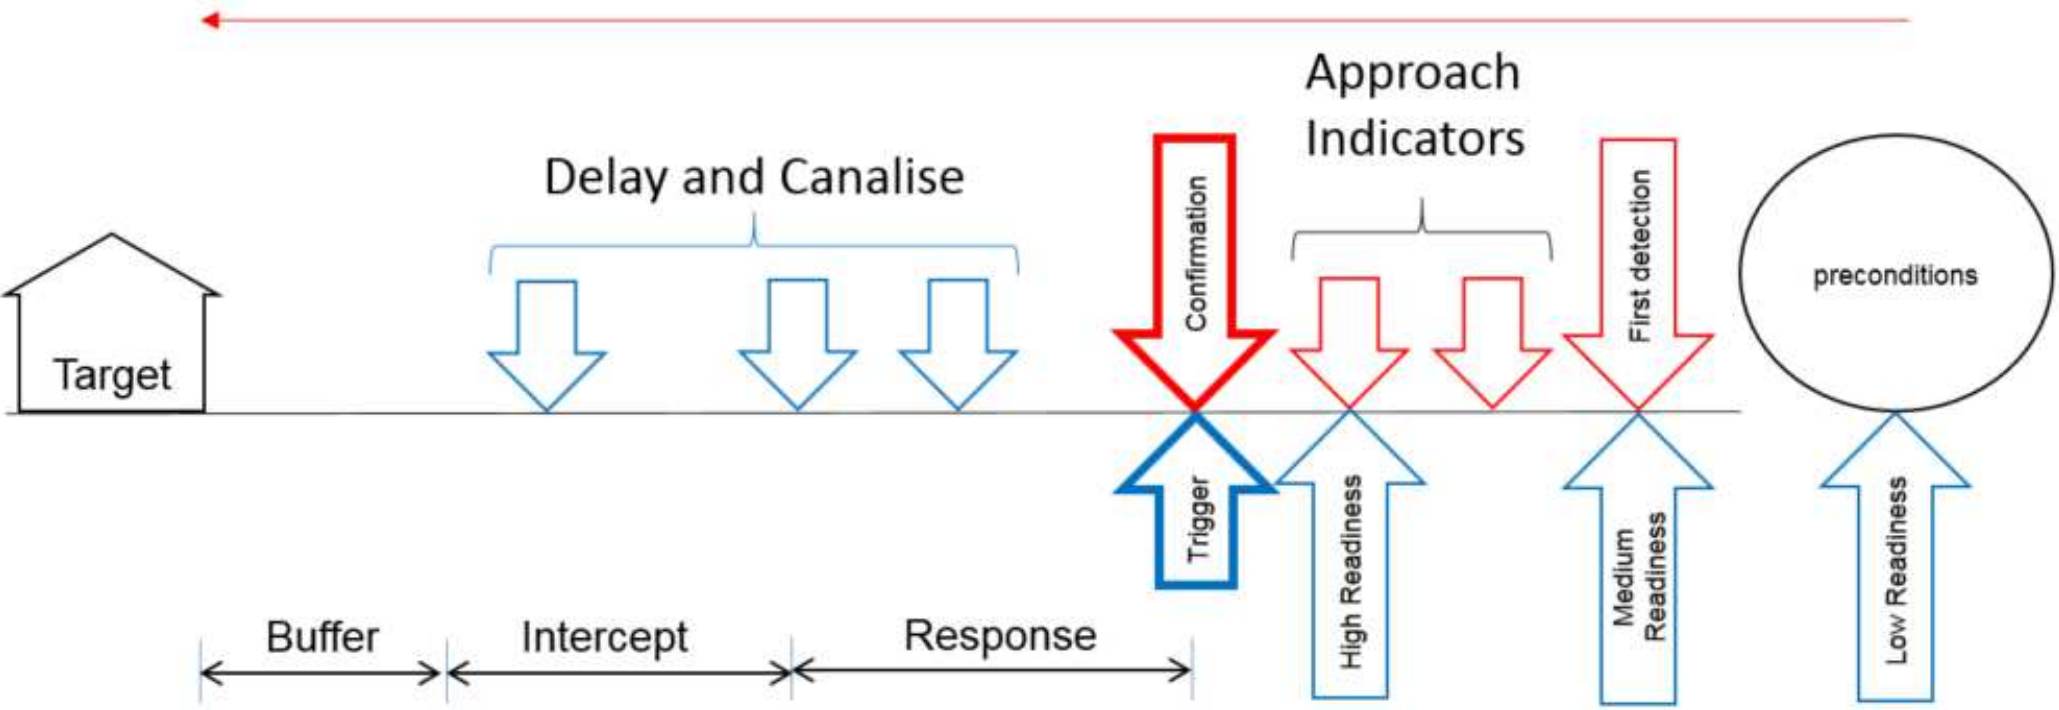 Approach
Indicators
Delay and Canalise
Confirmation
First detection
preconditions
Target
Trigger
High Readiness
Medium
Readiness
Low Readiness
Buffer
Intercept
Response